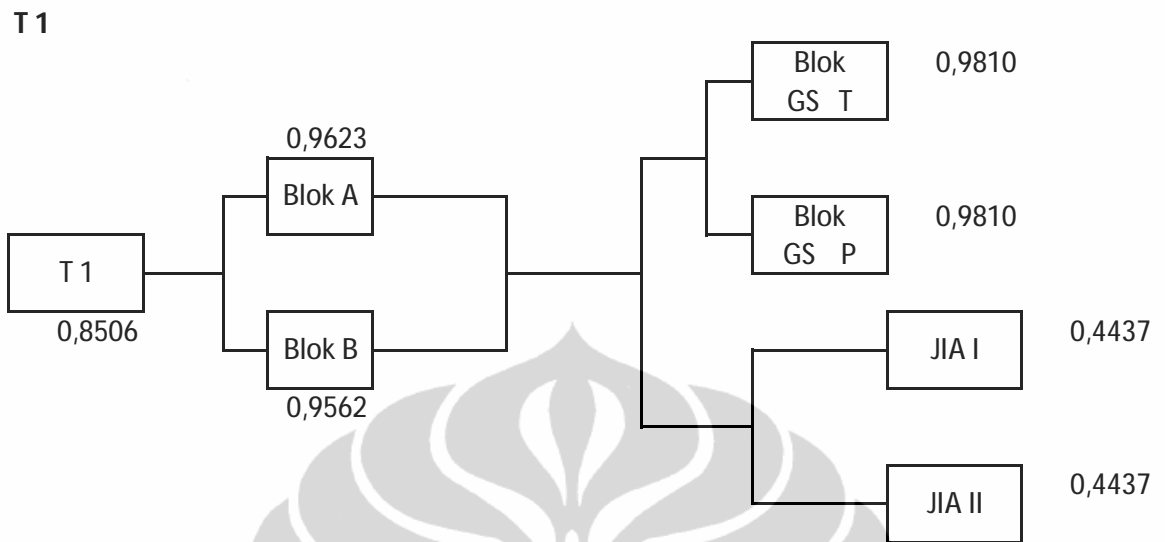 T 1
Blok
GS T
0,9810
0,9623
Blok A
Blok
GS P
0,9810
T 1
0,8506
Blok B
0,9562
JIA I
0,4437
JIA II
0,4437